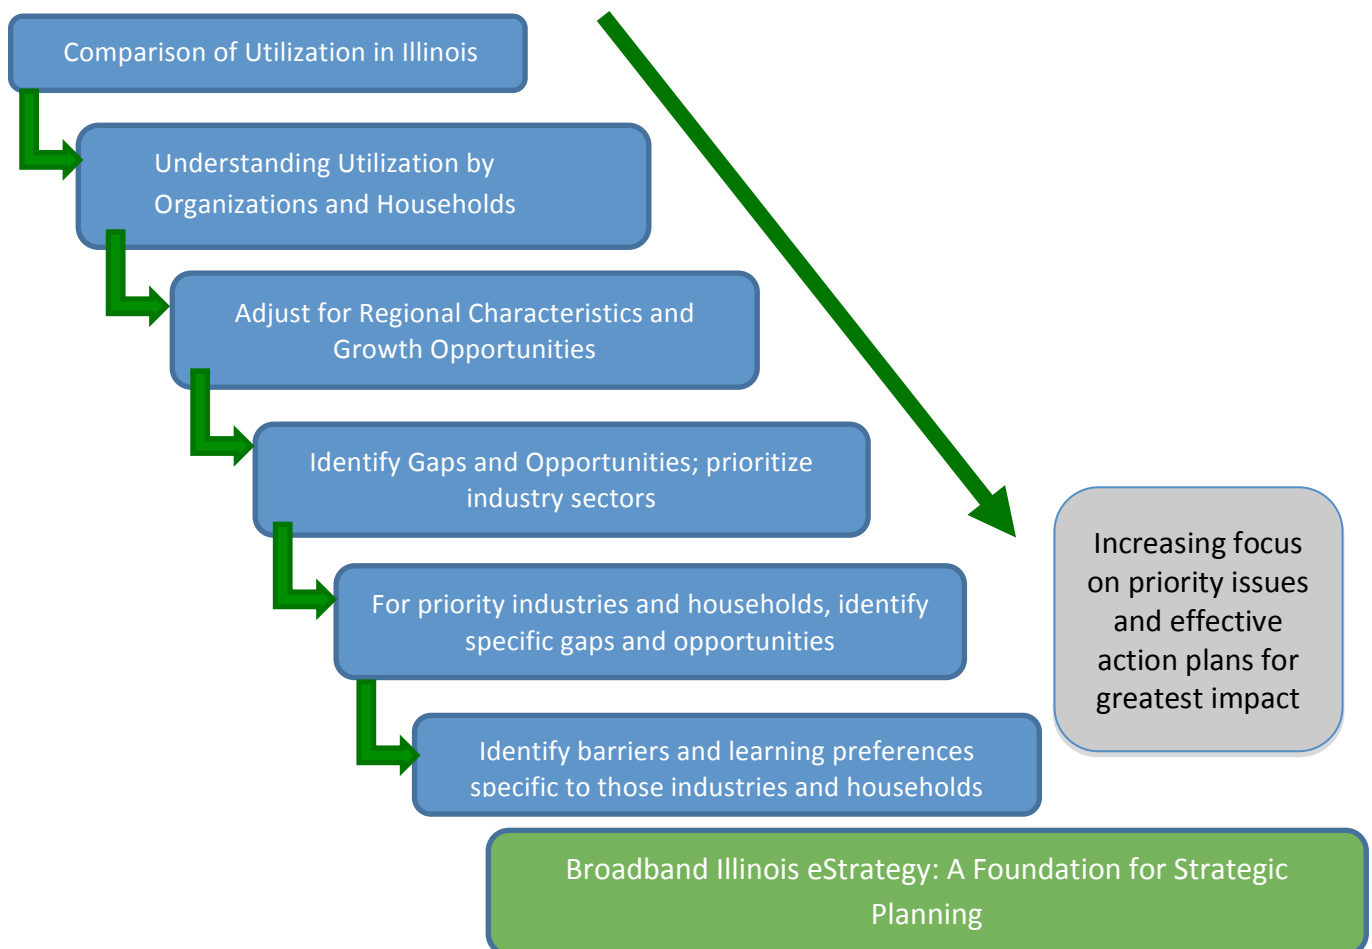 Comparison of Utilization in Illinois
Understanding Utilization by
Organizations and Households
Adjust for Regional Characteristics and
Growth Opportunities
Identify Gaps and Opportunities; prioritize
industry sectors
For priority industries and households, identify
specific gaps and opportunities
Identify barriers and learning preferences
specific to those industries and households
Increasing focus
on priority issues
and effective
action plans for
greatest impact
Broadband Illinois eStrategy: A Foundation for Strategic
Planning